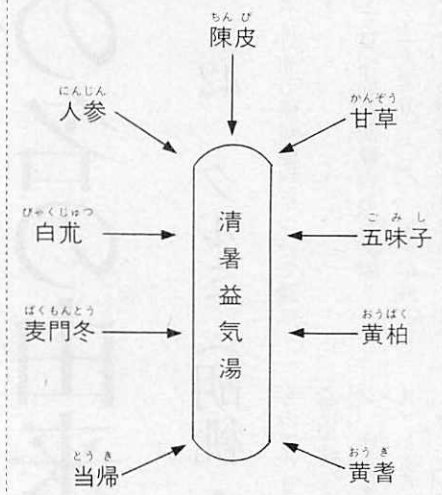 ちんぴ
陳皮
にんじん
人参
かんぞう
甘草
びゃくじゅつ
白朮
ごみし
五味子
清暑益気湯
ばくもんとう
麦門冬
おうばく
黄柏
とうき
当帰
おうぎ
黄耆